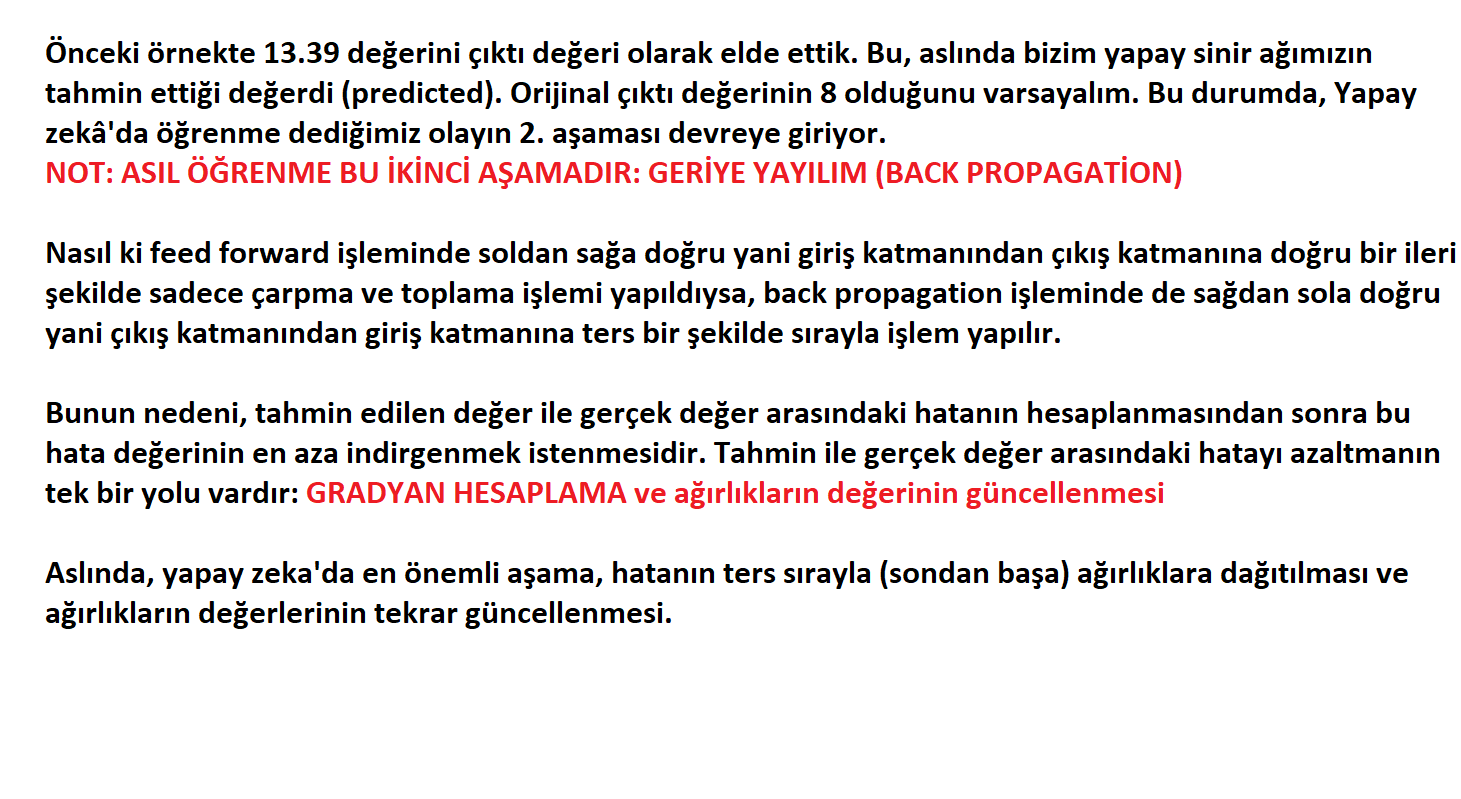 Önceki örnekte 13.39 değerini çıktı değeri olarak elde ettik. Bu, aslında bizim yapay sinir ağımızın
tahmin ettiği değerdi (predicted). Orijinal çıktı değerinin 8 olduğunu varsayalım. Bu durumda, Yapay
zekâ'da öğrenme dediğimiz olayın 2. aşaması devreye giriyor.
NOT: ASIL ÖĞRENME BU İKİNCİ AŞAMADIR: GERİYE YAYILIM (BACK PROPAGATİON)
Nasıl ki feed forward işleminde soldan sağa doğru yani giriş katmanından çıkış katmanına doğru bir ileri
şekilde sadece çarpma ve toplama işlemi yapıldıysa, back propagation işleminde de sağdan sola doğru
yani çıkış katmanından giriş katmanına ters bir şekilde sırayla işlem yapılır.
Bunun nedeni, tahmin edilen değer ile gerçek değer arasındaki hatanın hesaplanmasından sonra bu
hata değerinin en aza indirgenmek istenmesidir. Tahmin ile gerçek değer arasındaki hatayı azaltmanın
tek bir yolu vardır: GRADYAN HESAPLAMA ve ağırlıkların değerinin güncellenmesi
Aslında, yapay zeka'da en önemli aşama, hatanın ters sırayla (sondan başa) ağırlıklara dağıtılması ve
ağırlıkların değerlerinin tekrar güncellenmesi.